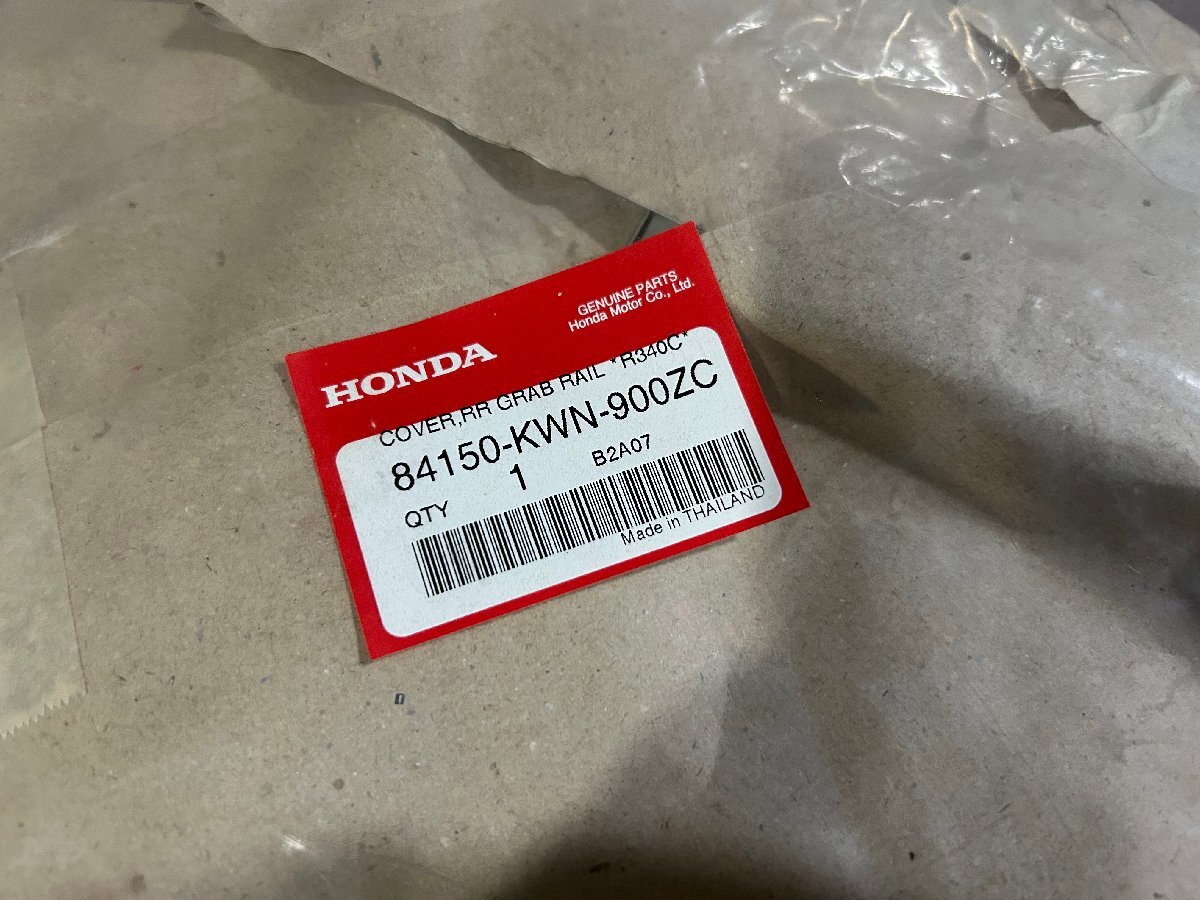 GENUINE PARTS
Honda Motor Co., Ltd.
HONDA
COVER,RR GRAB RAIL *R340C*
84150-KWN-900ZC
QTY 1 B2A07
Made in THAILAND